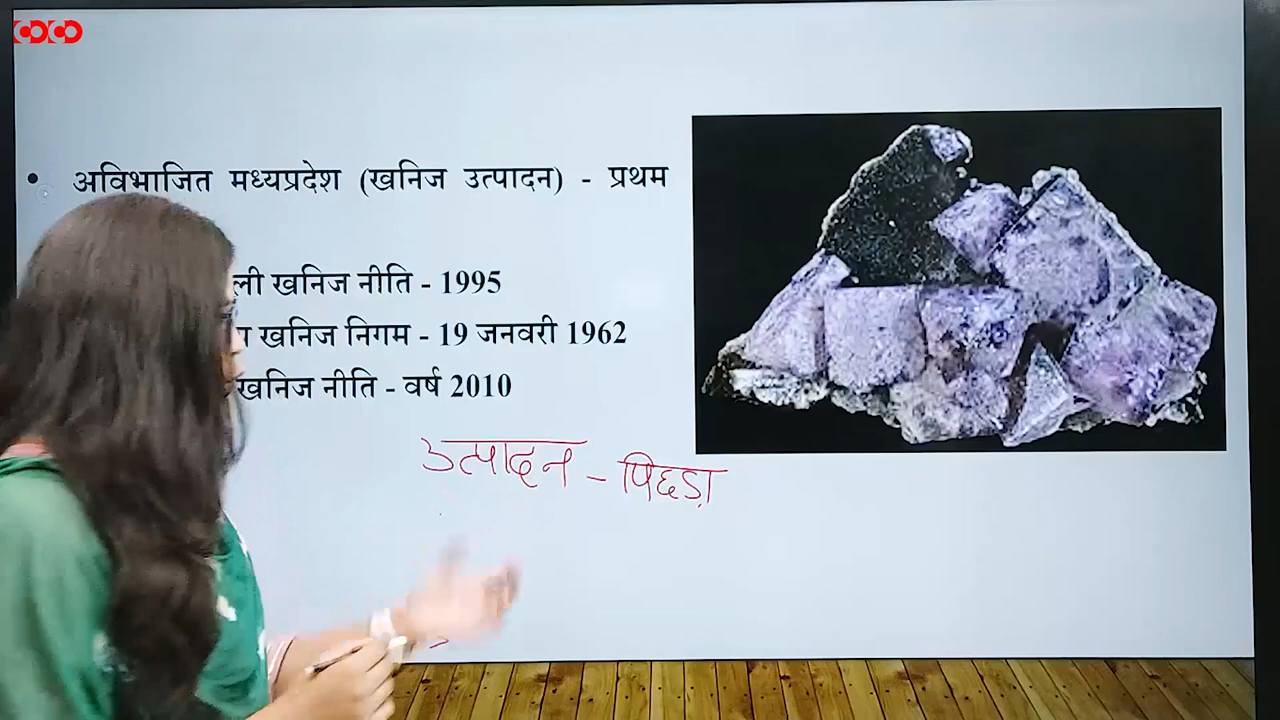 अविभाजित मध्यप्रदेश (खनिज उत्पादन) - प्रथम
खनिज नीति - 1995
खनिज निगम - 19 जनवरी 1962
खनिज नीति - वर्ष 2010
उत्पादन - पिछड़ा